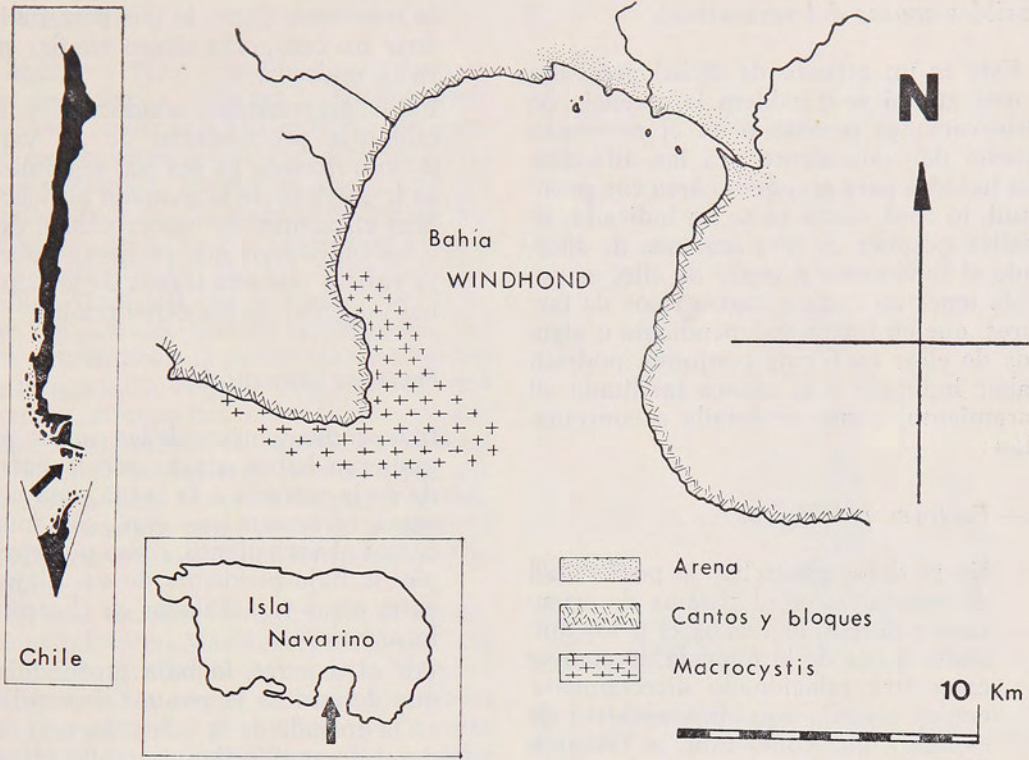 N
Bahía
WINDHOND
Arena
Cantos y bloques
Macrocystis
10 Km
Isla
Navarino
Chile